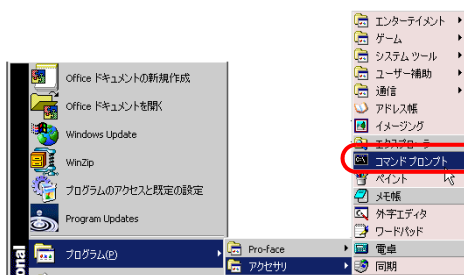 Office ドキュメントの新規作成
Office ドキュメントを開く
Windows Update
WinZip
プログラムのアクセスと既定の設定
Program Updates
プログラム(P)
Pro-face
アクセサリ
エンターテイメント
ゲーム
システム ツール
ユーザー補助
通信
アドレス帳
イメージング
エクスプローラ
コマンド プロンプト
ペイント
メモ帳
外字エディタ
ワードパッド
電卓
同期
onal